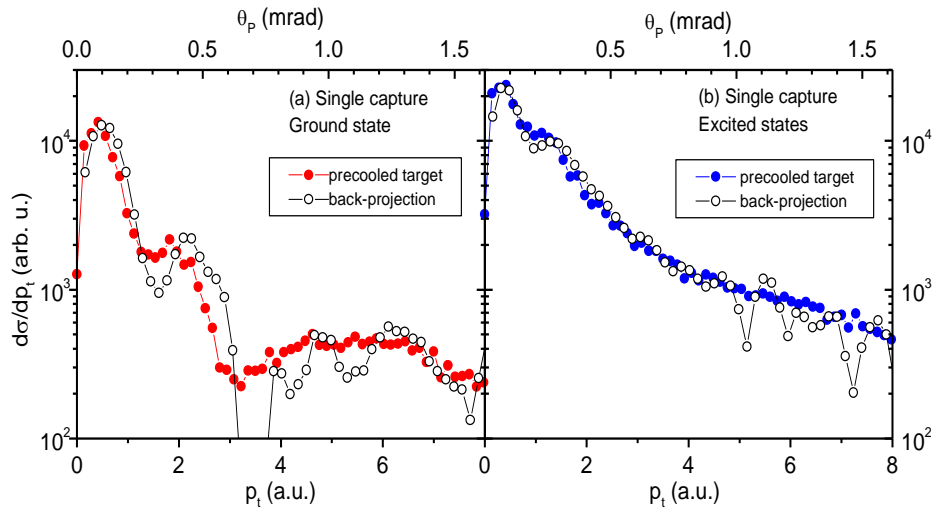 θP (mrad)
0.0 0.5 1.0 1.5 0.5 1.0 1.5
(a) Single capture
Ground state
precooled target
back-projection
(b) Single capture
Excited states
precooled target
back-projection
dσ/dpt (arb. u.)
10^4
10^3
10^2
10^4
10^3
10^2
0 2 4 6 0 2 4 6 8
pt (a.u.)
pt (a.u.)
θP (mrad)